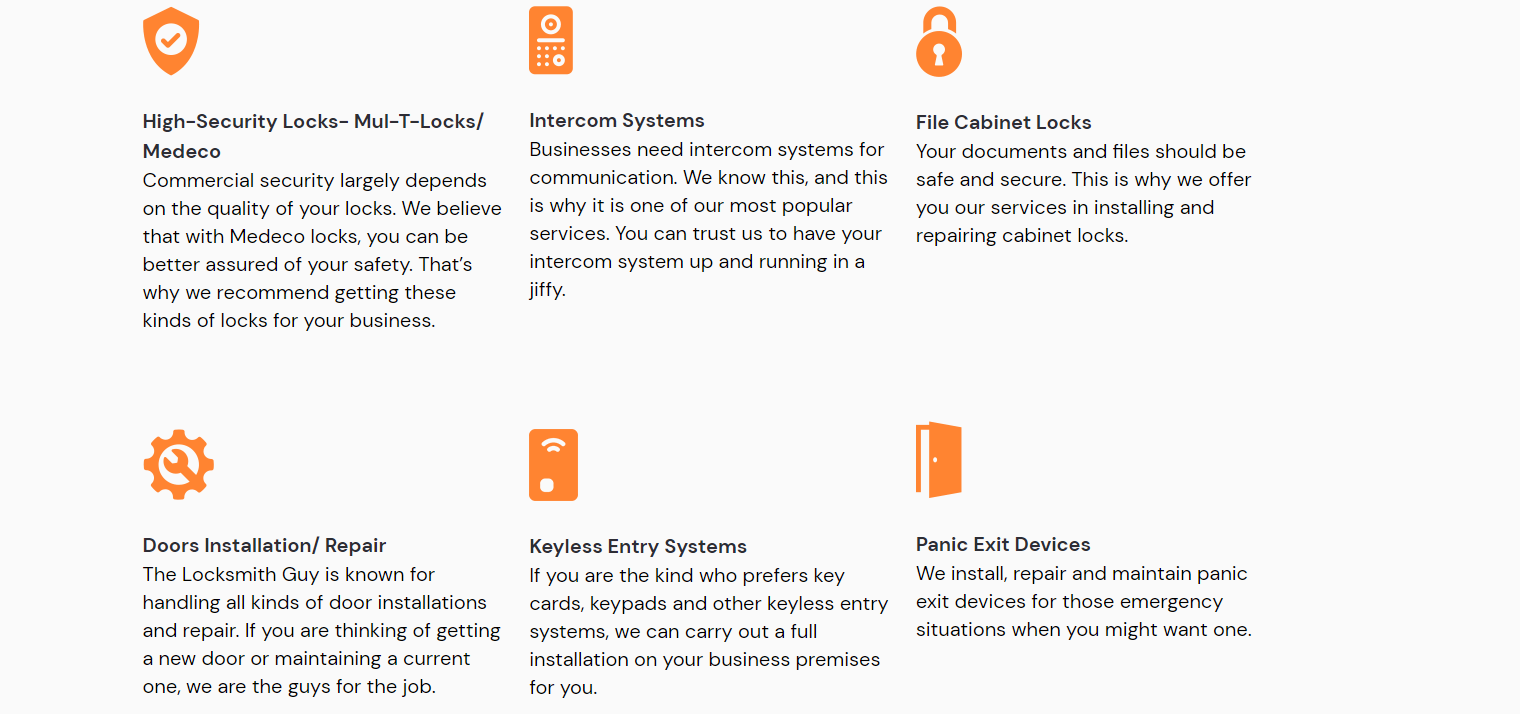 High-Security Locks- Mul-T-Locks/
Medeco
Commercial security largely depends
on the quality of your locks. We believe
that with Medeco locks, you can be
better assured of your safety. That’s
why we recommend getting these
kinds of locks for your business.
Intercom Systems
Businesses need intercom systems for
communication. We know this, and this
is why it is one of our most popular
services. You can trust us to have your
intercom system up and running in a
jiffy.
File Cabinet Locks
Your documents and files should be
safe and secure. This is why we offer
you our services in installing and
repairing cabinet locks.
Doors Installation/ Repair
The Locksmith Guy is known for
handling all kinds of door installations
and repair. If you are thinking of getting
a new door or maintaining a current
one, we are the guys for the job.
Keyless Entry Systems
If you are the kind who prefers key
cards, keypads and other keyless entry
systems, we can carry out a full
installation on your business premises
for you.
Panic Exit Devices
We install, repair and maintain panic
exit devices for those emergency
situations when you might want one.